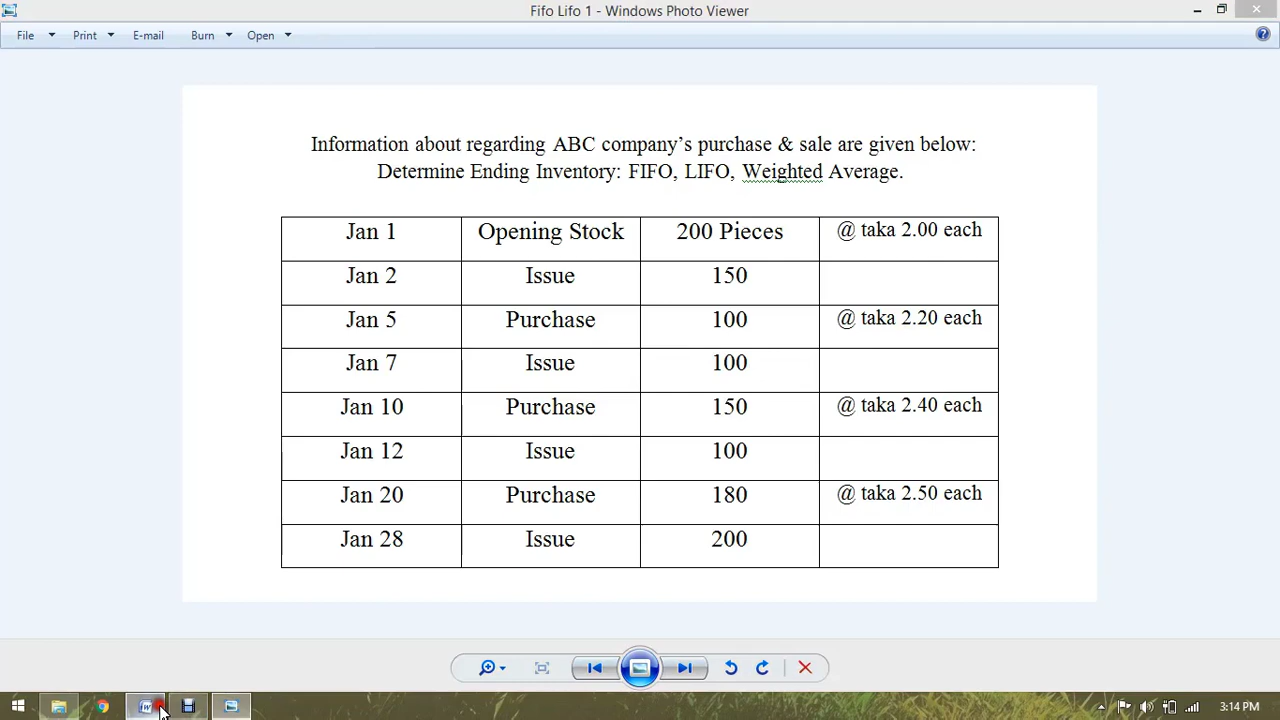 Fifo Lifo 1 - Windows Photo Viewer
File Print E-mail Burn Open
Information about regarding ABC company's purchase & sale are given below:
Determine Ending Inventory: FIFO, LIFO, Weighted Average.
Jan 1 Opening Stock 200 Pieces @ taka 2.00 each
Jan 2 Issue 150
Jan 5 Purchase 100 @ taka 2.20 each
Jan 7 Issue 100
Jan 10 Purchase 150 @ taka 2.40 each
Jan 12 Issue 100
Jan 20 Purchase 180 @ taka 2.50 each
Jan 28 Issue 200
3:14 PM